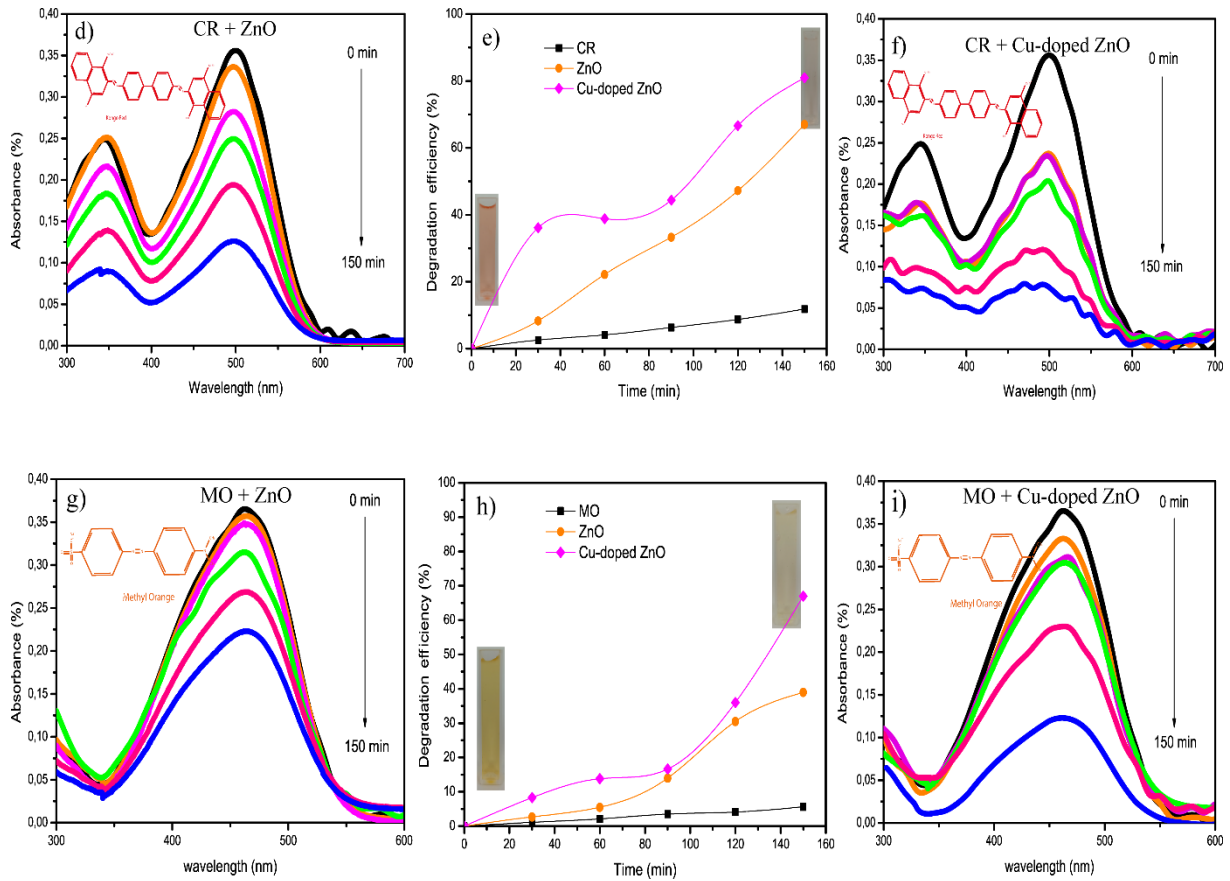 d)
CR + ZnO
0 min
150 min
0,40
0,35
0,30
0,25
0,20
0,15
0,10
0,05
0,00
Absorbance (%)
300
400
500
600
700
Wavelength (nm)
e)
CR
ZnO
Cu-doped ZnO
100
80
60
40
20
0
Degradation efficiency (%)
0
20
40
60
80
100
120
140
160
Time (min)
f)
CR + Cu-doped ZnO
0 min
150 min
0,40
0,35
0,30
0,25
0,20
0,15
0,10
0,05
0,00
Absorbance (%)
300
400
500
600
700
Wavelength (nm)
g)
MO + ZnO
0 min
150 min
Methyl Orange
0,40
0,35
0,30
0,25
0,20
0,15
0,10
0,05
0,00
Absorbance (%)
300
400
500
600
wavelength (nm)
h)
MO
ZnO
Cu-doped ZnO
100
90
80
70
60
50
40
30
20
10
0
Degradation efficiency (%)
0
20
40
60
80
100
120
140
160
Time (min)
i)
MO + Cu-doped ZnO
0 min
150 min
Methyl Orange
0,40
0,35
0,30
0,25
0,20
0,15
0,10
0,05
0,00
Absorbance (%)
300
400
500
600
wavelength (nm)